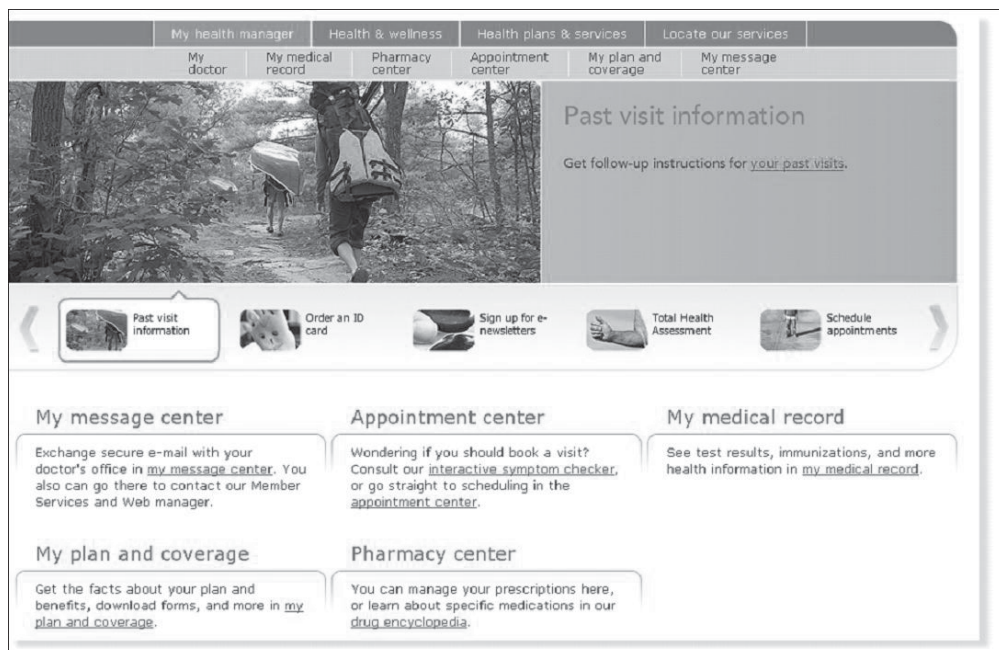 My health manager
Health & wellness
Health plans & services
Locate our services
My
doctor
My medical
record
Pharmacy
center
Appointment
center
My plan and
coverage
My message
center
Past visit information
Get follow-up instructions for your past visits.
Past visit
information
Order an ID
card
Sign up for e-
newsletters
Total Health
Assessment
Schedule
appointments
My message center
Exchange secure e-mail with your
doctor's office in my message center. You
also can go there to contact our Member
Services and Web manager.
Appointment center
Wondering if you should book a visit?
Consult our interactive symptom checker,
or go straight to scheduling in the
appointment center.
My medical record
See test results, immunizations, and more
health information in my medical record.
My plan and coverage
Get the facts about your plan and
benefits, download forms, and more in my
plan and coverage.
Pharmacy center
You can manage your prescriptions here,
or learn about specific medications in our
drug encyclopedia.